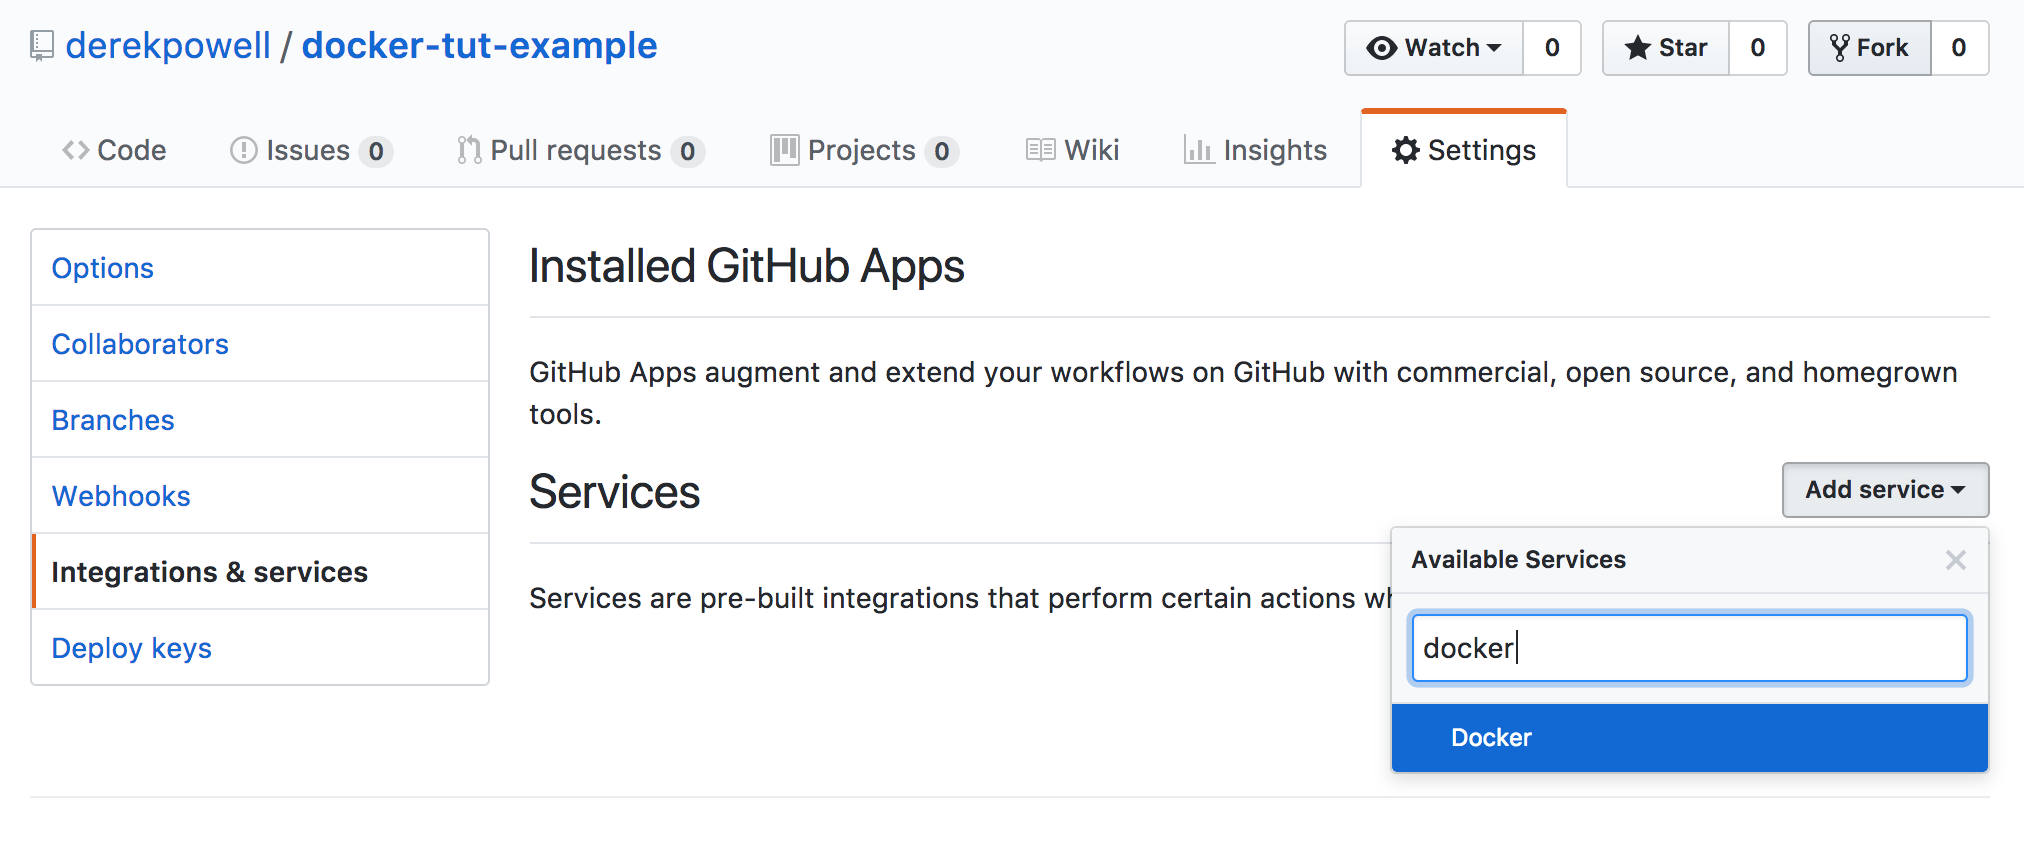 derekpowell / docker-tut-example
Watch 0 Star 0 Fork 0
Code Issues 0 Pull requests 0 Projects 0 Wiki Insights Settings
Options
Collaborators
Branches
Webhooks
Integrations & services
Deploy keys
Installed GitHub Apps
GitHub Apps augment and extend your workflows on GitHub with commercial, open source, and homegrown
tools.
Services
Add service
Services are pre-built integrations that perform certain actions
Available Services
docker
Docker